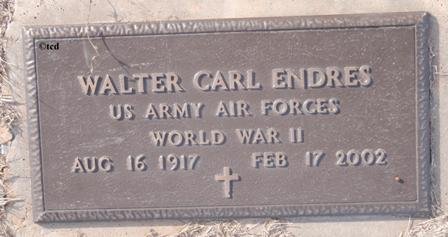 ©tcd
WALTER CARL ENDRES
US ARMY AIR FORCES
WORLD WAR II
AUG 16 1917 FEB 17 2002